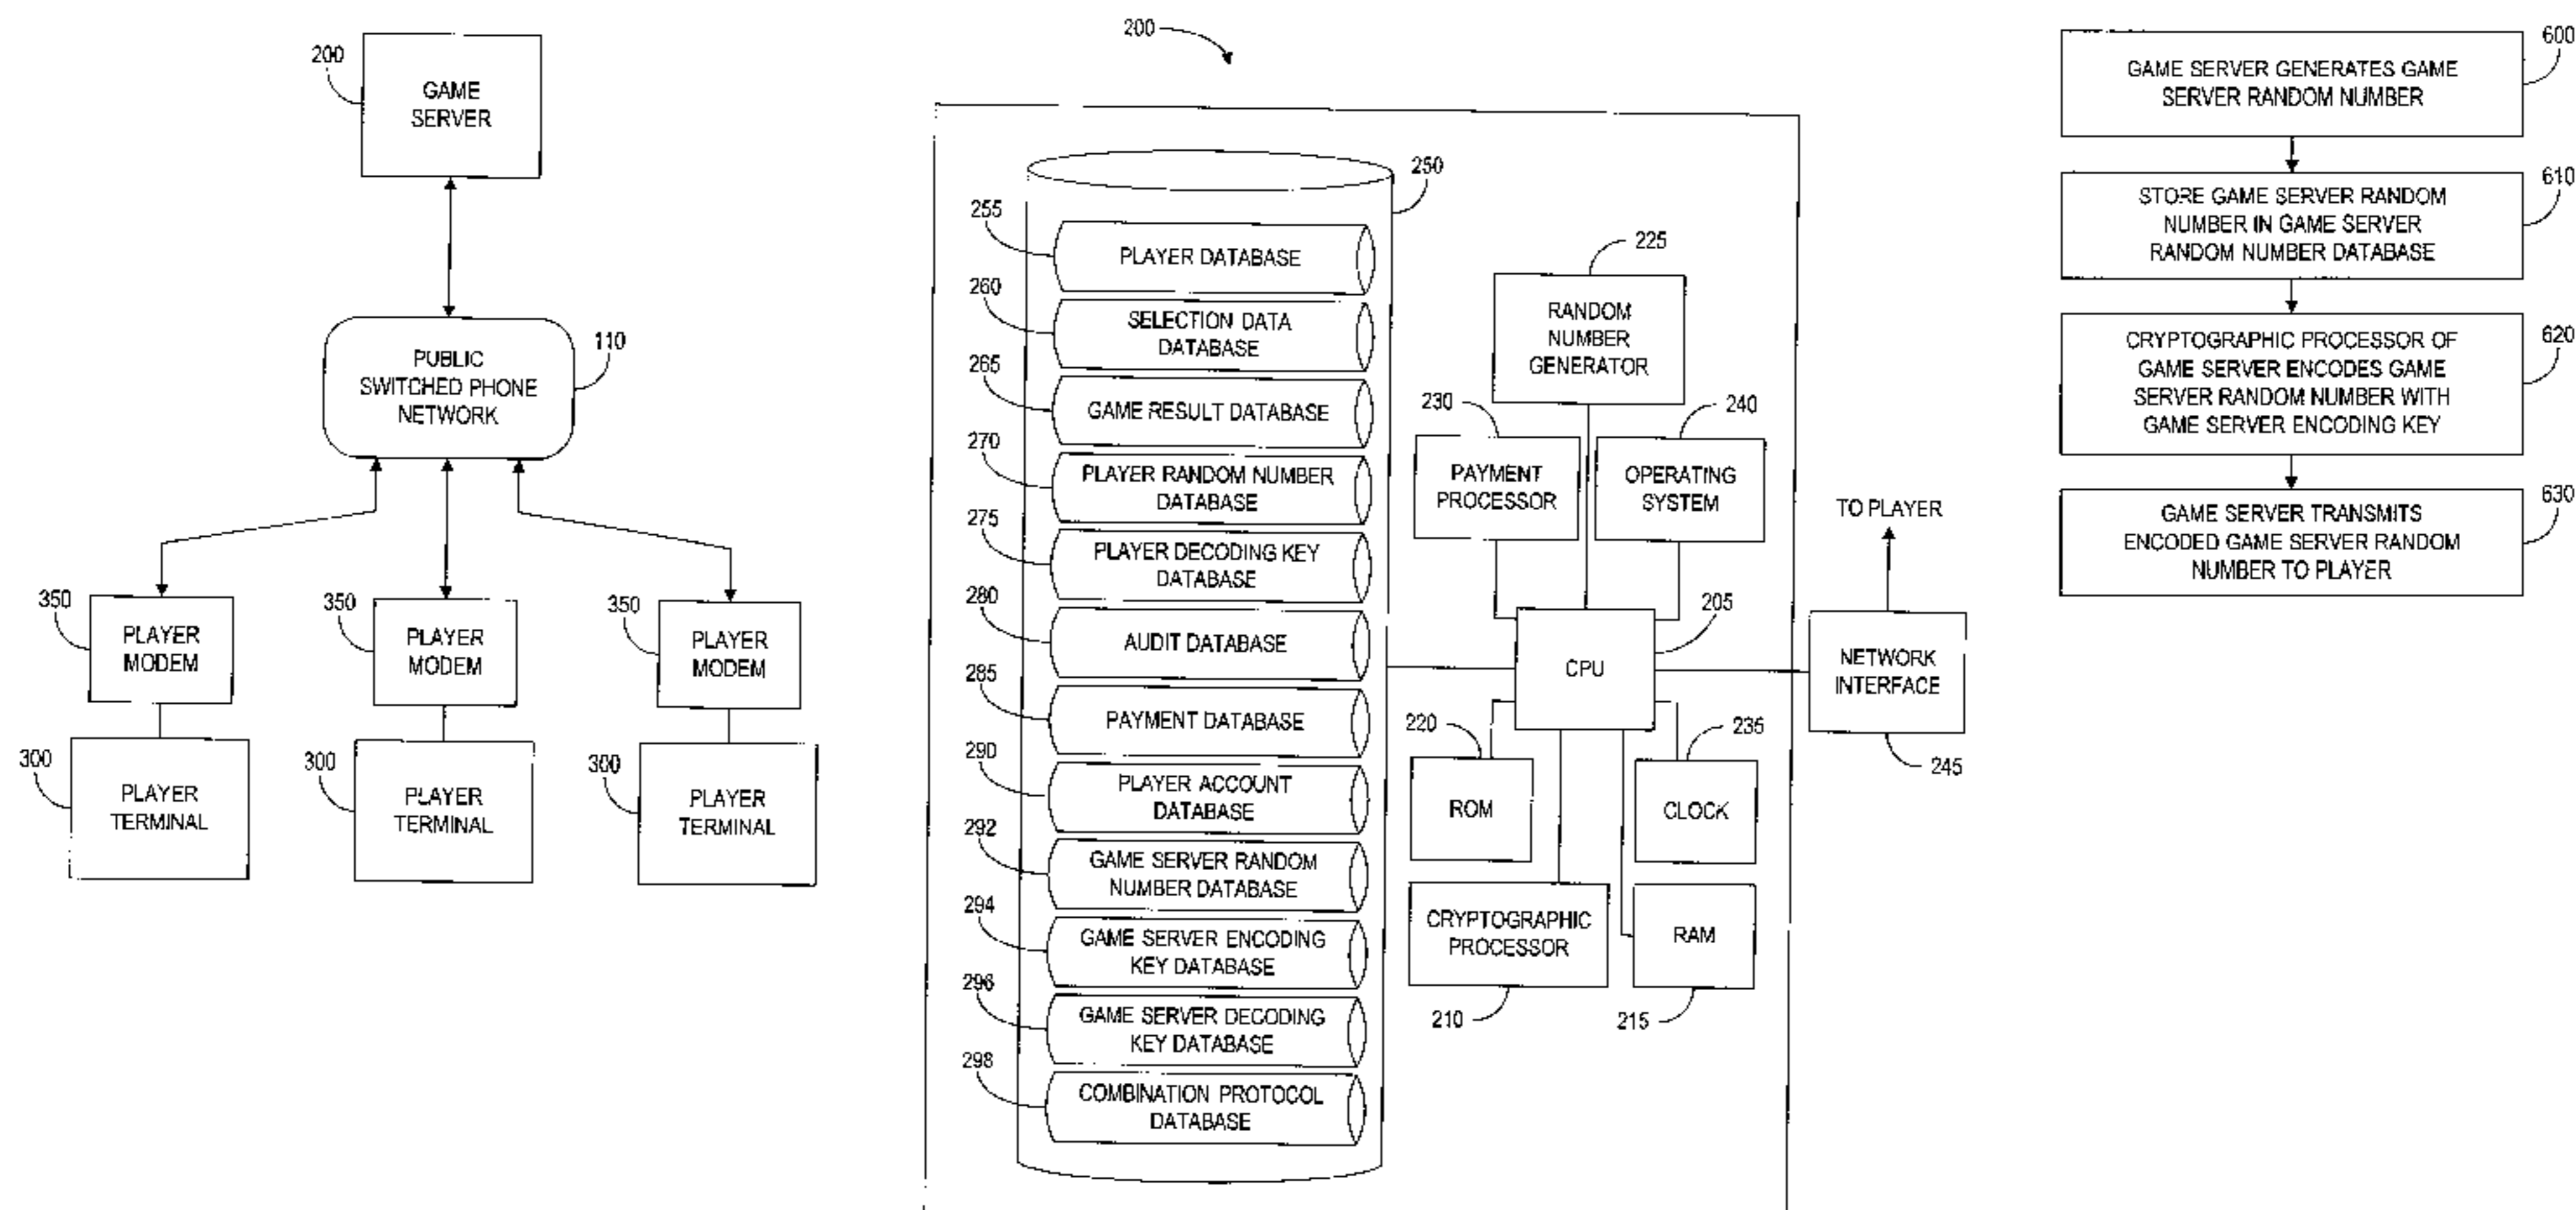 200
GAME
SERVER
PUBLIC
SWITCHED PHONE
NETWORK
110
350
PLAYER
MODEM
350
PLAYER
MODEM
350
PLAYER
MODEM
300
PLAYER
TERMINAL
300
PLAYER
TERMINAL
300
PLAYER
TERMINAL
200
250
255
PLAYER DATABASE
260
SELECTION DATA
DATABASE
265
GAME RESULT DATABASE
270
PLAYER RANDOM NUMBER
DATABASE
275
PLAYER DECODING KEY
DATABASE
280
AUDIT DATABASE
285
PAYMENT DATABASE
290
PLAYER ACCOUNT
DATABASE
292
GAME SERVER RANDOM
NUMBER DATABASE
294
GAME SERVER ENCODING
KEY DATABASE
296
GAME SERVER DECODING
KEY DATABASE
298
COMBINATION PROTOCOL
DATABASE
225
RANDOM
NUMBER
GENERATOR
230
PAYMENT
PROCESSOR
240
OPERATING
SYSTEM
205
CPU
220
ROM
235
CLOCK
CRYPTOGRAPHIC
PROCESSOR
210
RAM
215
TO PLAYER
NETWORK
INTERFACE
245
600
GAME SERVER GENERATES GAME
SERVER RANDOM NUMBER
610
STORE GAME SERVER RANDOM
NUMBER IN GAME SERVER
RANDOM NUMBER DATABASE
620
CRYPTOGRAPHIC PROCESSOR OF
GAME SERVER ENCODES GAME
SERVER RANDOM NUMBER WITH
GAME SERVER ENCODING KEY
630
GAME SERVER TRANSMITS
ENCODED GAME SERVER RANDOM
NUMBER TO PLAYER